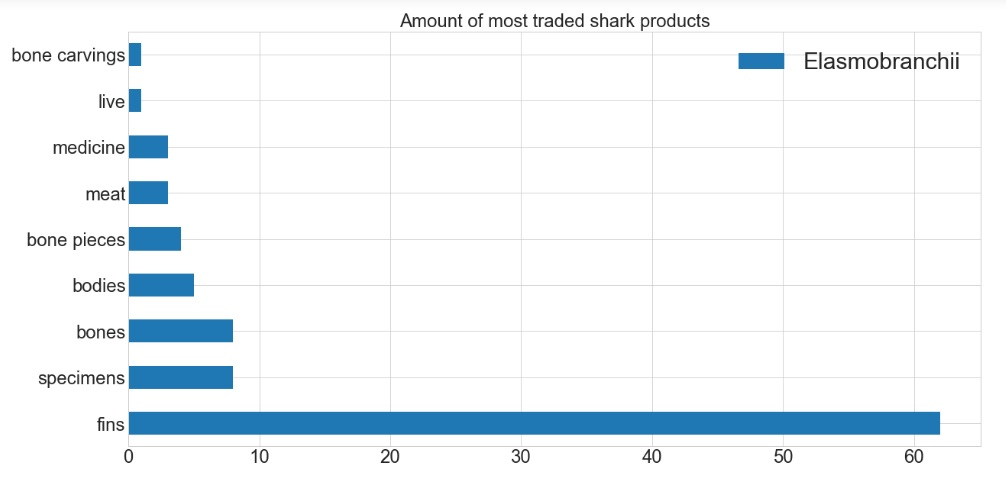 Amount of most traded shark products
Elasmobranchii
bone carvings
live
medicine
meat
bone pieces
bodies
bones
specimens
fins
0 10 20 30 40 50 60